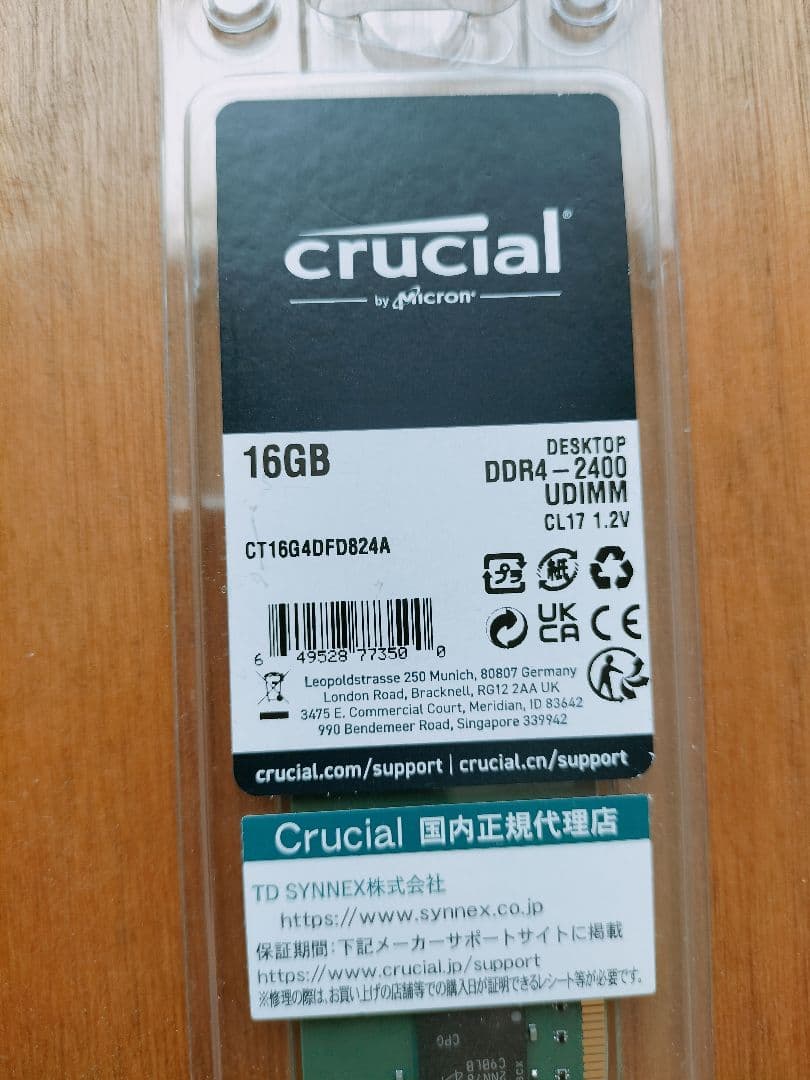 crucial®
by Micron®
16GB
DESKTOP
DDR4-2400
UDIMM
CL17 1.2V
CT16G4DFD824A
プラ
紙
UK
CA
CE
6 49528 77350 0
Leopoldstrasse 250 Munich, 80807 Germany
London Road, Bracknell, RG12 2AA UK
3475 E. Commercial Court, Meridian, ID 83642
990 Bendemeer Road, Singapore 339942
crucial.com/support | crucial.cn/support
Crucial 国内正規代理店
TD SYNNEX株式会社
https://www.synnex.co.jp
保証期間:下記メーカーサポートサイトに掲載
https://www.crucial.jp/support
※修理の際は、お買い上げの店舗等での購入日が証明できるレシート等が必要です。
CPG
C9BLB